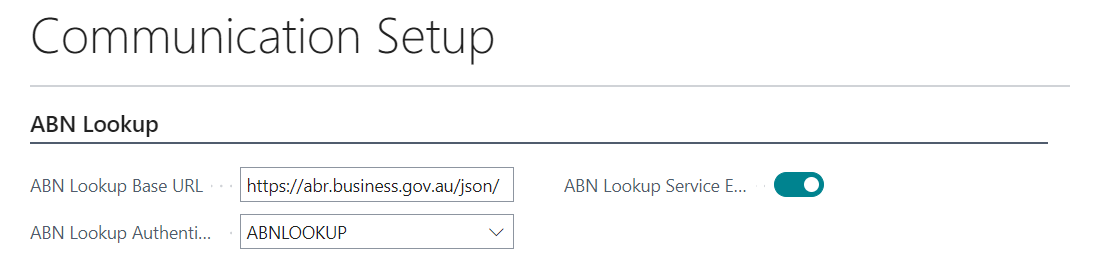 Communication Setup
ABN Lookup
ABN Lookup Base URL
https://abr.business.gov.au/json/
ABN Lookup Service E...
ABN Lookup Authenti...
ABNLOOKUP